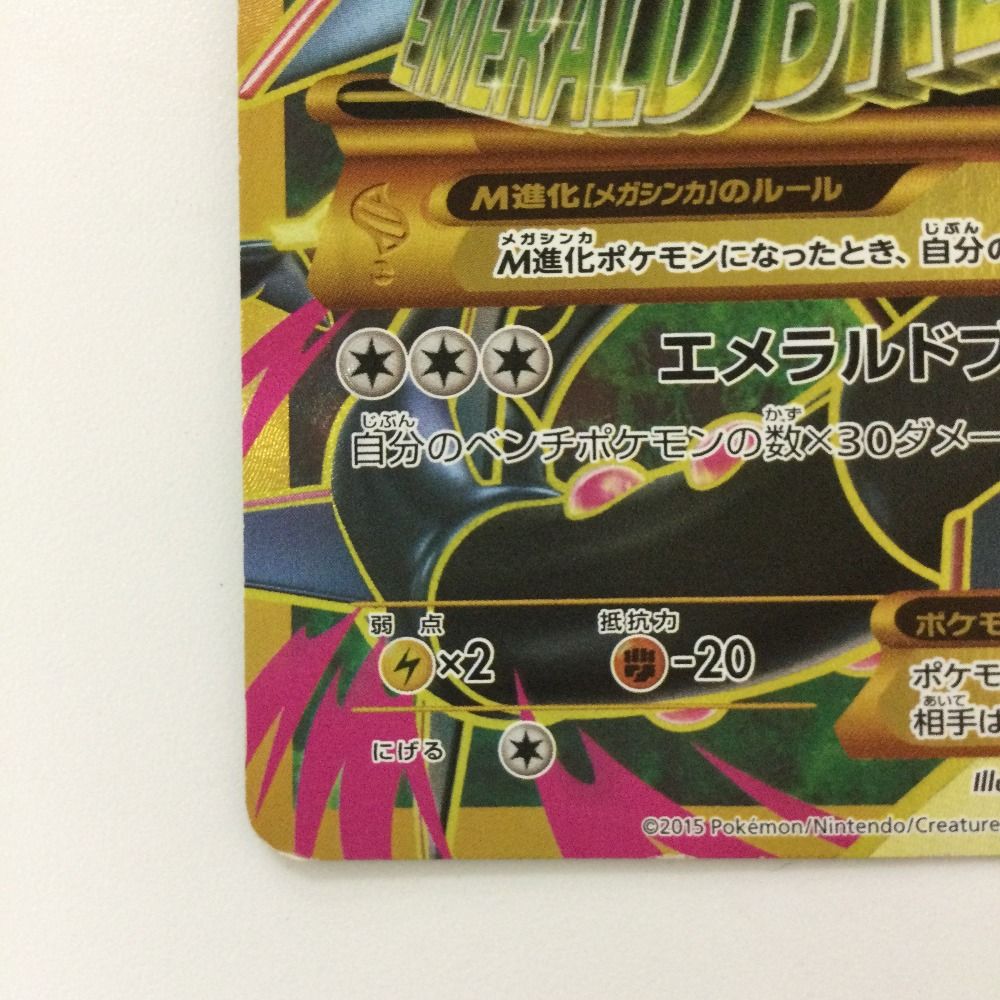 EMERALD BRE
M進化[メガシンカ]のルール
メガシンカ じぶん
M進化ポケモンになったとき、自分の
エメラルドブ
じぶん かず
自分のベンチポケモンの数×30ダメー
弱点 抵抗力
×2 -20
ポケモ
ポケモ
あいて
相手は
にげる
Illu
©2015 Pokémon/Nintendo/Creature